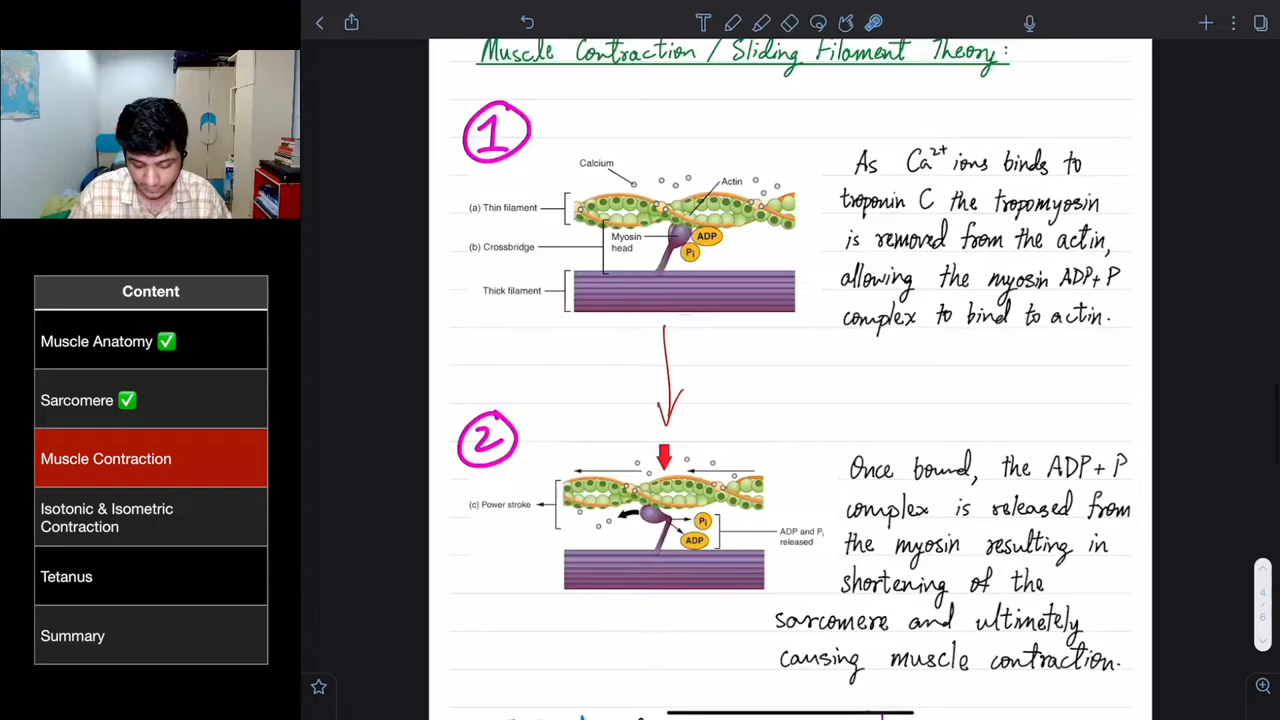 Content
Muscle Anatomy ✅
Sarcomere ✅
Muscle Contraction
Isotonic & Isometric
Contraction
Tetanus
Summary
Muscle Contraction / Sliding Filament Theory:
1
Calcium
Actin
(a) Thin filament
Myosin
head
ADP
(b) Crossbridge
Pi
Thick filament
As Ca2+ ions binds to
troponin C the tropomyosin
is removed from the actin,
allowing the myosin ADP+P
complex to bind to actin.
2
(c) Power stroke
Pi
ADP
ADP and Pi
released
Once bound, the ADP+P
complex is released from
the myosin resulting in
shortening of the
sarcomere and ultimetely
causing muscle contraction.
4
6